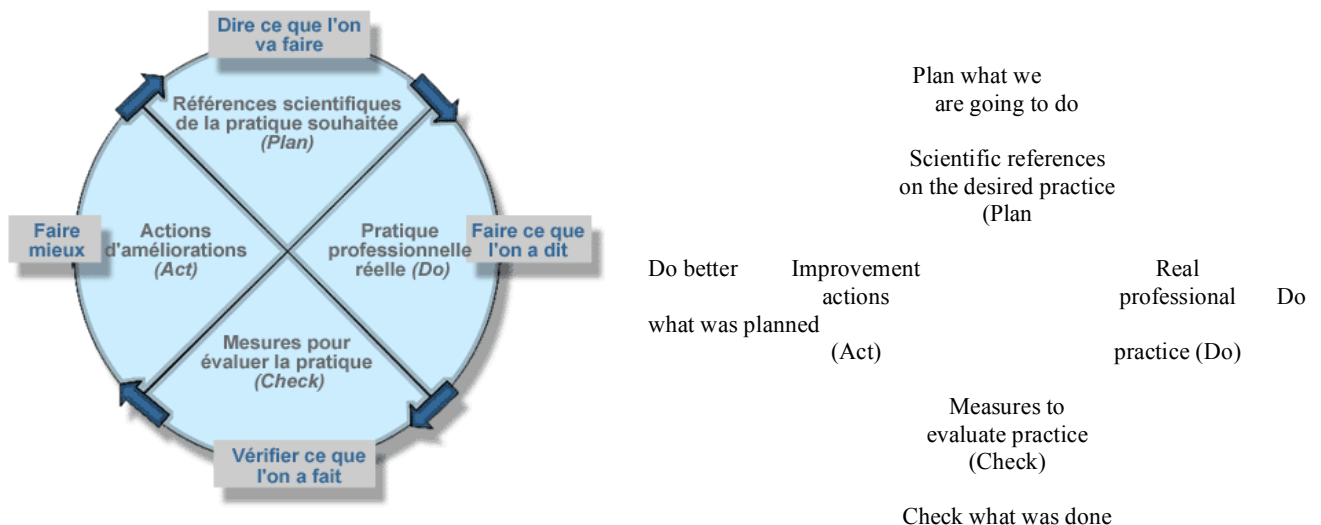 Dire ce que l'on
va faire
Références scientifiques
de la pratique souhaitée
(Plan)
Faire
mieux
Actions
d'améliorations
(Act)
Pratique
professionnelle
réelle (Do)
Faire ce que
l'on a dit
Mesures pour
évaluer la pratique
(Check)
Vérifier ce que
l'on a fait
Plan what we
are going to do
Scientific references
on the desired practice
(Plan
Do better Improvement Real
actions professional Do
what was planned
(Act) practice (Do)
Measures to
evaluate practice
(Check)
Check what was done